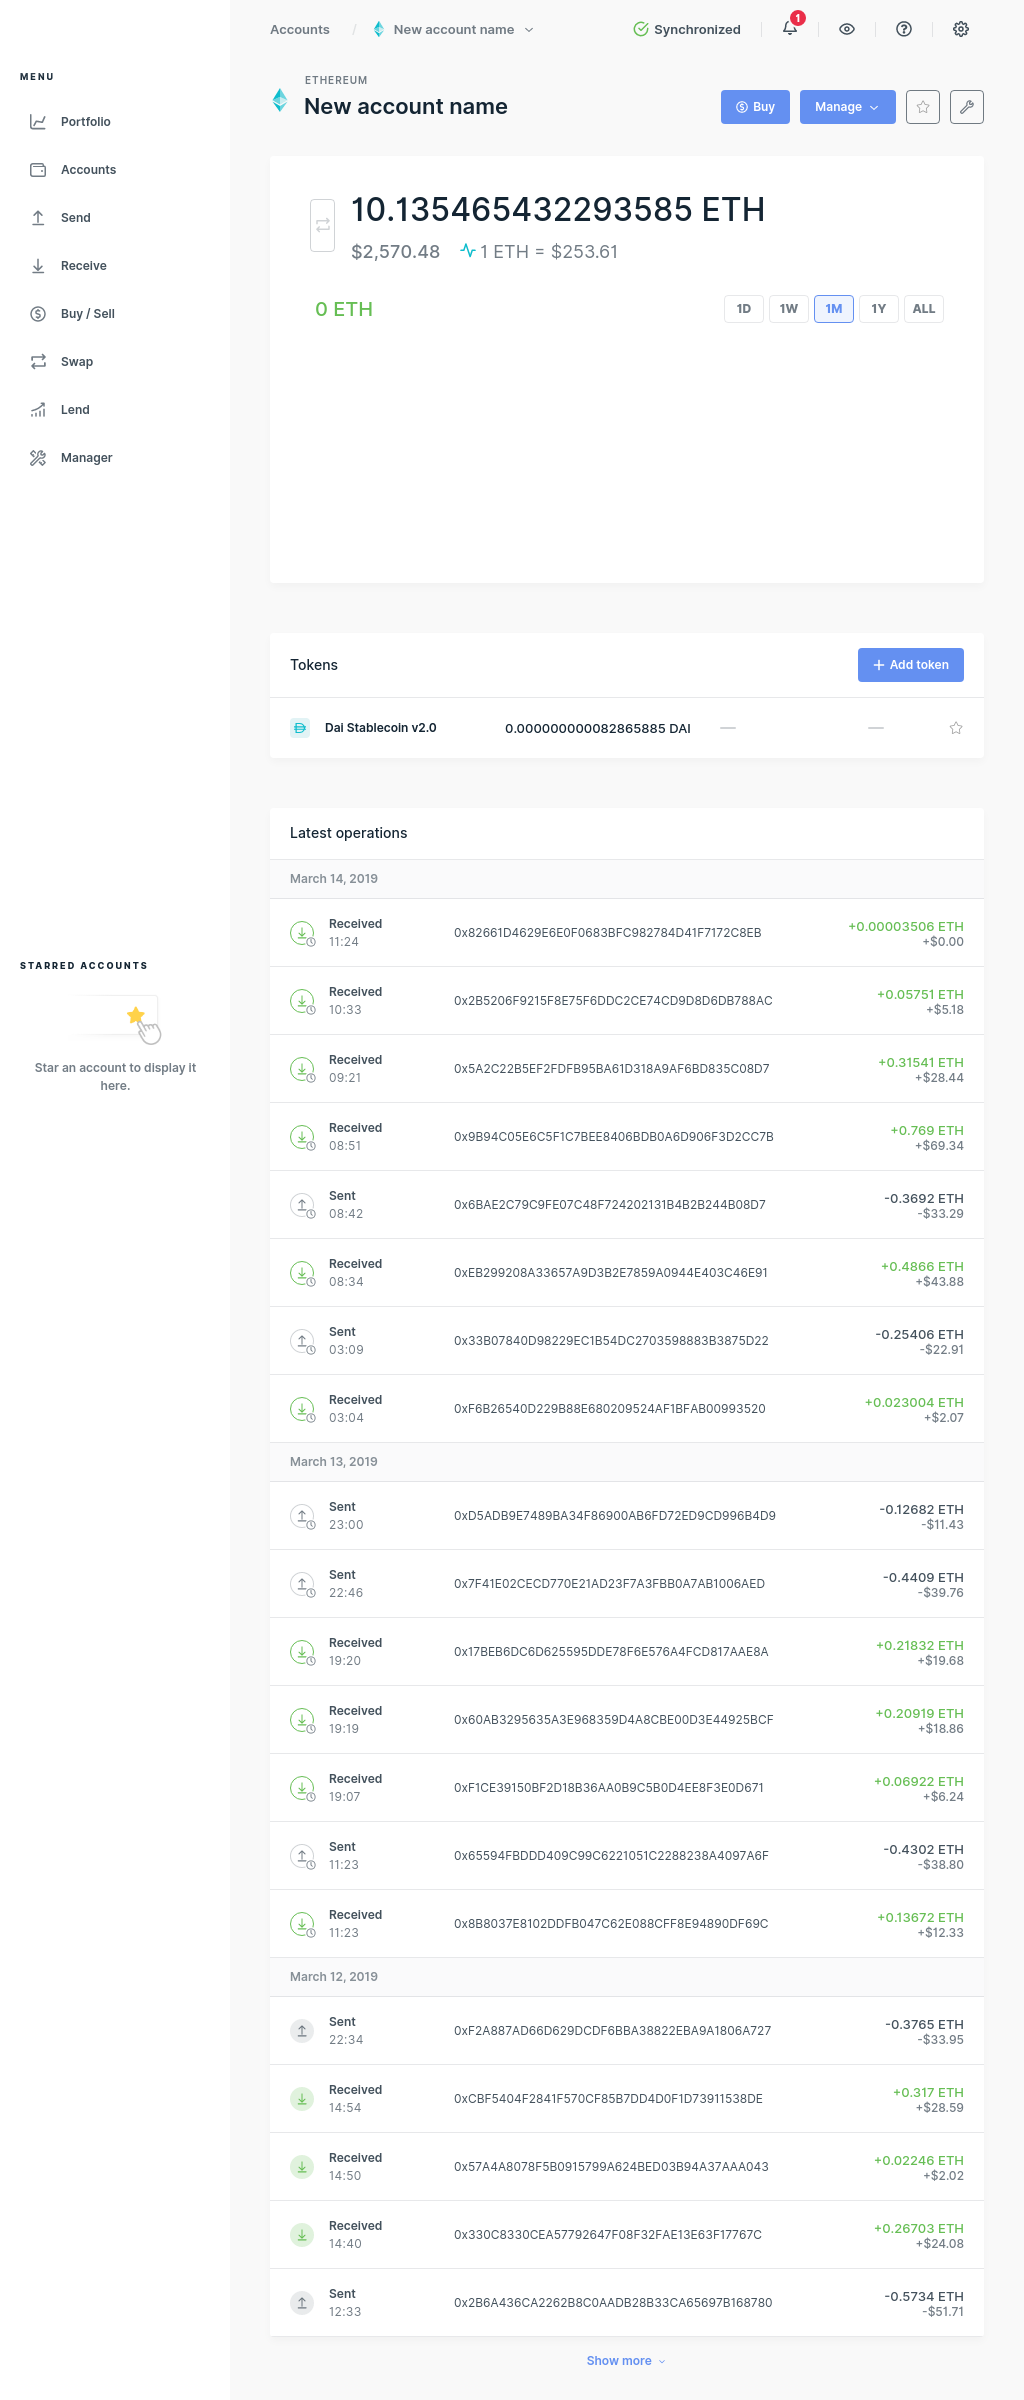 Accounts / New account name
Synchronized
1
MENU
Portfolio
Accounts
Send
Receive
Buy / Sell
Swap
Lend
Manager
STARRED ACCOUNTS
Star an account to display it
here.
ETHEREUM
New account name
Buy
Manage
10.135465432293585 ETH
$2,570.48
1 ETH = $253.61
0 ETH
1D
1W
1M
1Y
ALL
Tokens
Add token
Dai Stablecoin v2.0
0.000000000082865885 DAI
—
—
Latest operations
March 14, 2019
Received
11:24
0x82661D4629E6E0F0683BFC982784D41F7172C8EB
+0.00003506 ETH
+$0.00
Received
10:33
0x2B5206F9215F8E75F6DDC2CE74CD9D8D6DB788AC
+0.05751 ETH
+$5.18
Received
09:21
0x5A2C22B5EF2FDFB95BA61D318A9AF6BD835C08D7
+0.31541 ETH
+$28.44
Received
08:51
0x9B94C05E6C5F1C7BEE8406BDB0A6D906F3D2CC7B
+0.769 ETH
+$69.34
Sent
08:42
0x6BAE2C79C9FE07C48F724202131B4B2B244B08D7
-0.3692 ETH
-$33.29
Received
08:34
0xEB299208A33657A9D3B2E7859A0944E403C46E91
+0.4866 ETH
+$43.88
Sent
03:09
0x33B07840D98229EC1B54DC2703598883B3875D22
-0.25406 ETH
-$22.91
Received
03:04
0xF6B26540D229B88E680209524AF1BFAB00993520
+0.023004 ETH
+$2.07
March 13, 2019
Sent
23:00
0xD5ADB9E7489BA34F86900AB6FD72ED9CD996B4D9
-0.12682 ETH
-$11.43
Sent
22:46
0x7F41E02CECD770E21AD23F7A3FBB0A7AB1006AED
-0.4409 ETH
-$39.76
Received
19:20
0x17BEB6DC6D625595DDE78F6E576A4FCD817AAE8A
+0.21832 ETH
+$19.68
Received
19:19
0x60AB3295635A3E968359D4A8CBE00D3E44925BCF
+0.20919 ETH
+$18.86
Received
19:07
0xF1CE39150BF2D18B36AA0B9C5B0D4EE8F3E0D671
+0.06922 ETH
+$6.24
Sent
11:23
0x65594FBDDD409C99C6221051C2288238A4097A6F
-0.4302 ETH
-$38.80
Received
11:23
0x8B8037E8102DDFB047C62E088CFF8E94890DF69C
+0.13672 ETH
+$12.33
March 12, 2019
Sent
22:34
0xF2A887AD66D629DCDF6BBA38822EBA9A1806A727
-0.3765 ETH
-$33.95
Received
14:54
0xCBF5404F2841F570CF85B7DD4D0F1D73911538DE
+0.317 ETH
+$28.59
Received
14:50
0x57A4A8078F5B0915799A624BED03B94A37AAA043
+0.02246 ETH
+$2.02
Received
14:40
0x330C8330CEA57792647F08F32FAE13E63F17767C
+0.26703 ETH
+$24.08
Sent
12:33
0x2B6A436CA2262B8C0AADB28B33CA65697B168780
-0.5734 ETH
-$51.71
Show more